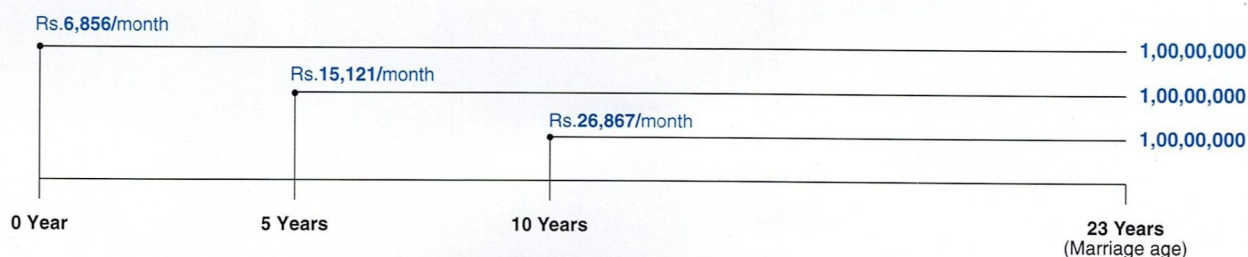 Rs.6,856/month
1,00,00,000
Rs.15,121/month
1,00,00,000
Rs.26,867/month
1,00,00,000
0 Year
5 Years
10 Years
23 Years
(Marriage age)